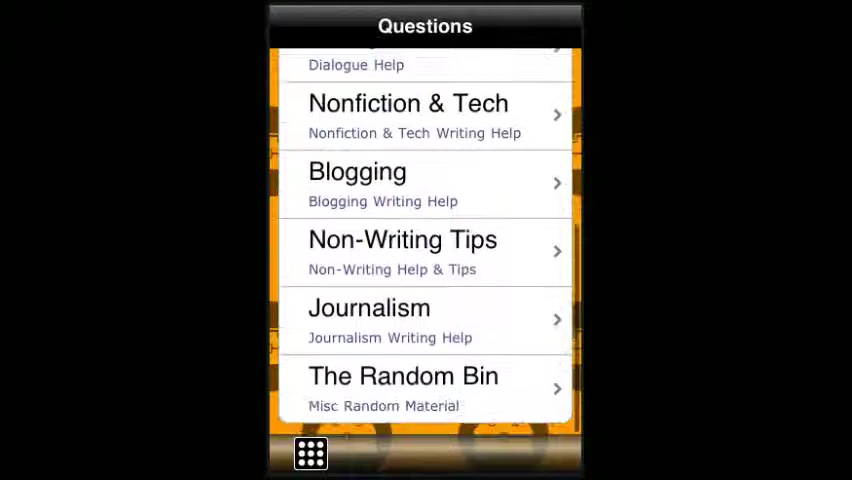 Questions
Dialogue Help
Nonfiction & Tech
Nonfiction & Tech Writing Help
Blogging
Blogging Writing Help
Non-Writing Tips
Non-Writing Help & Tips
Journalism
Journalism Writing Help
The Random Bin
Misc Random Material